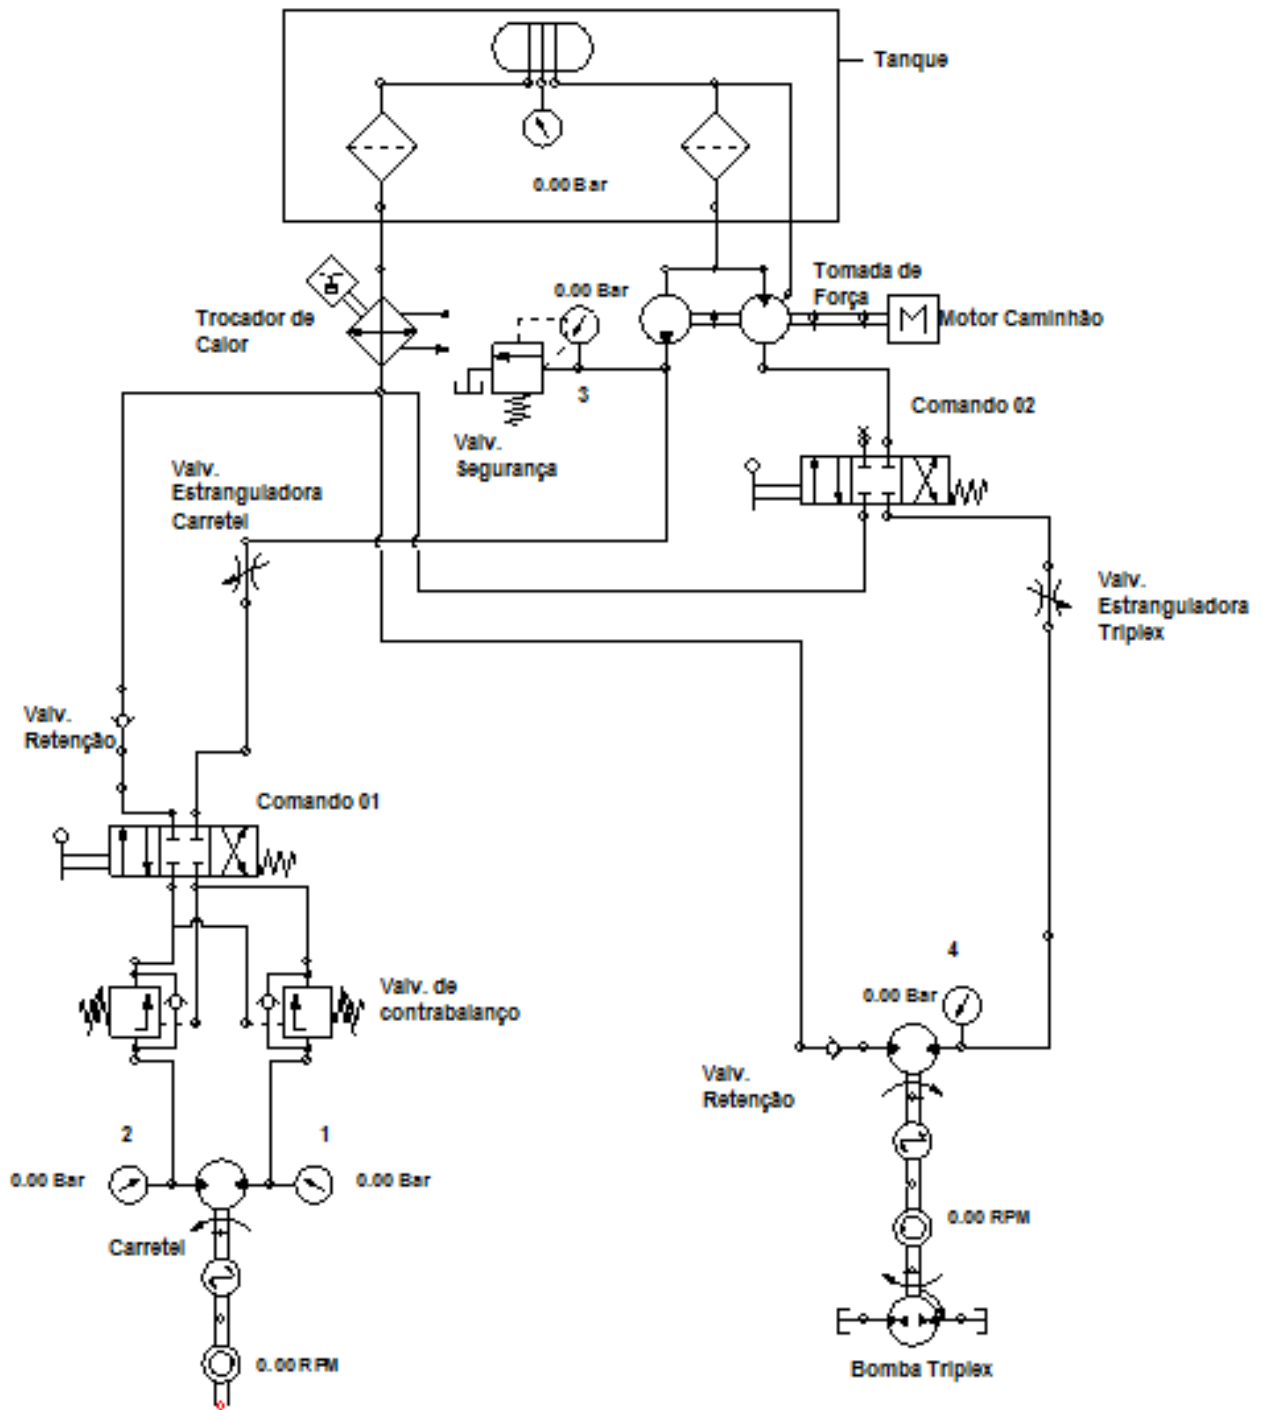 Tanque
0.00 Bar
Tomada de
Força
0.00 Bar
Trocador de
Calor
M
Motor Caminhão
3
Comando 02
Valv.
Segurança
Valv.
Estranguladora
Carretel
Valv.
Estranguladora
Triplex
Valv.
Retenção
Comando 01
4
Valv. de
contrabalanço
0.00 Bar
Valv.
Retenção
2
1
0.00 Bar
0.00 Bar
0.00 RPM
Carretel
0.00 RPM
Bomba Triplex